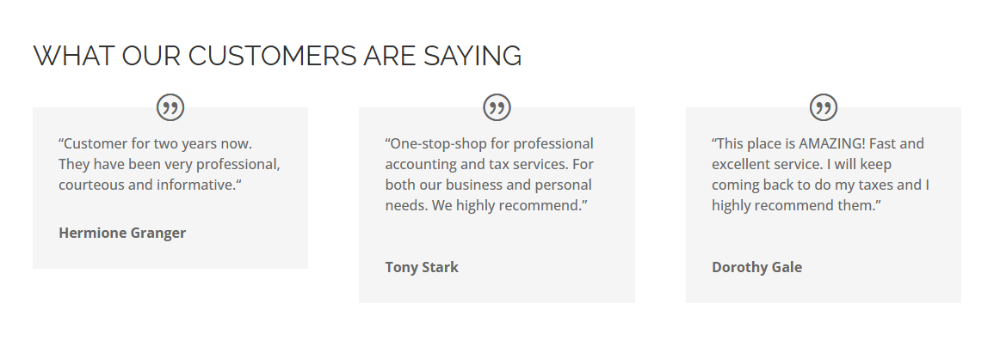 WHAT OUR CUSTOMERS ARE SAYING
“Customer for two years now.
They have been very professional,
courteous and informative.“
Hermione Granger
“One-stop-shop for professional
accounting and tax services. For
both our business and personal
needs. We highly recommend.”
Tony Stark
“This place is AMAZING! Fast and
excellent service. I will keep
coming back to do my taxes and I
highly recommend them.”
Dorothy Gale